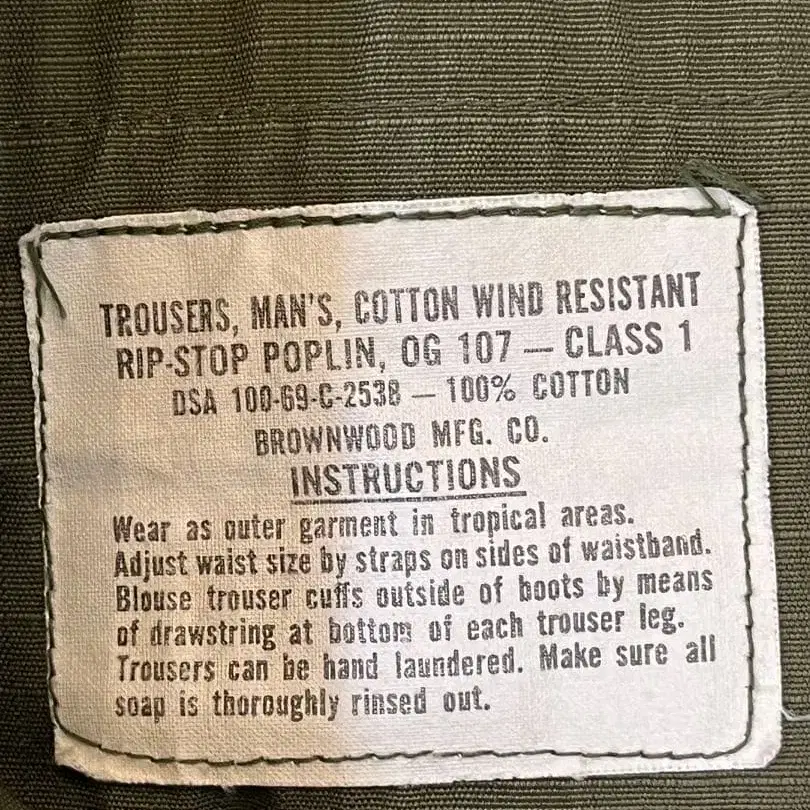 TROUSERS, MAN'S, COTTON WIND RESISTANT
RIP-STOP POPLIN, OG 107 — CLASS 1
DSA 100-69-C-2538 — 100% COTTON
BROWNWOOD MFG. CO.
INSTRUCTIONS
Wear as outer garment in tropical areas.
Adjust waist size by straps on sides of waistband.
Blouse trouser cuffs outside of boots by means
of drawstring at bottom of each trouser leg.
Trousers can be hand laundered. Make sure all
soap is thoroughly rinsed out.